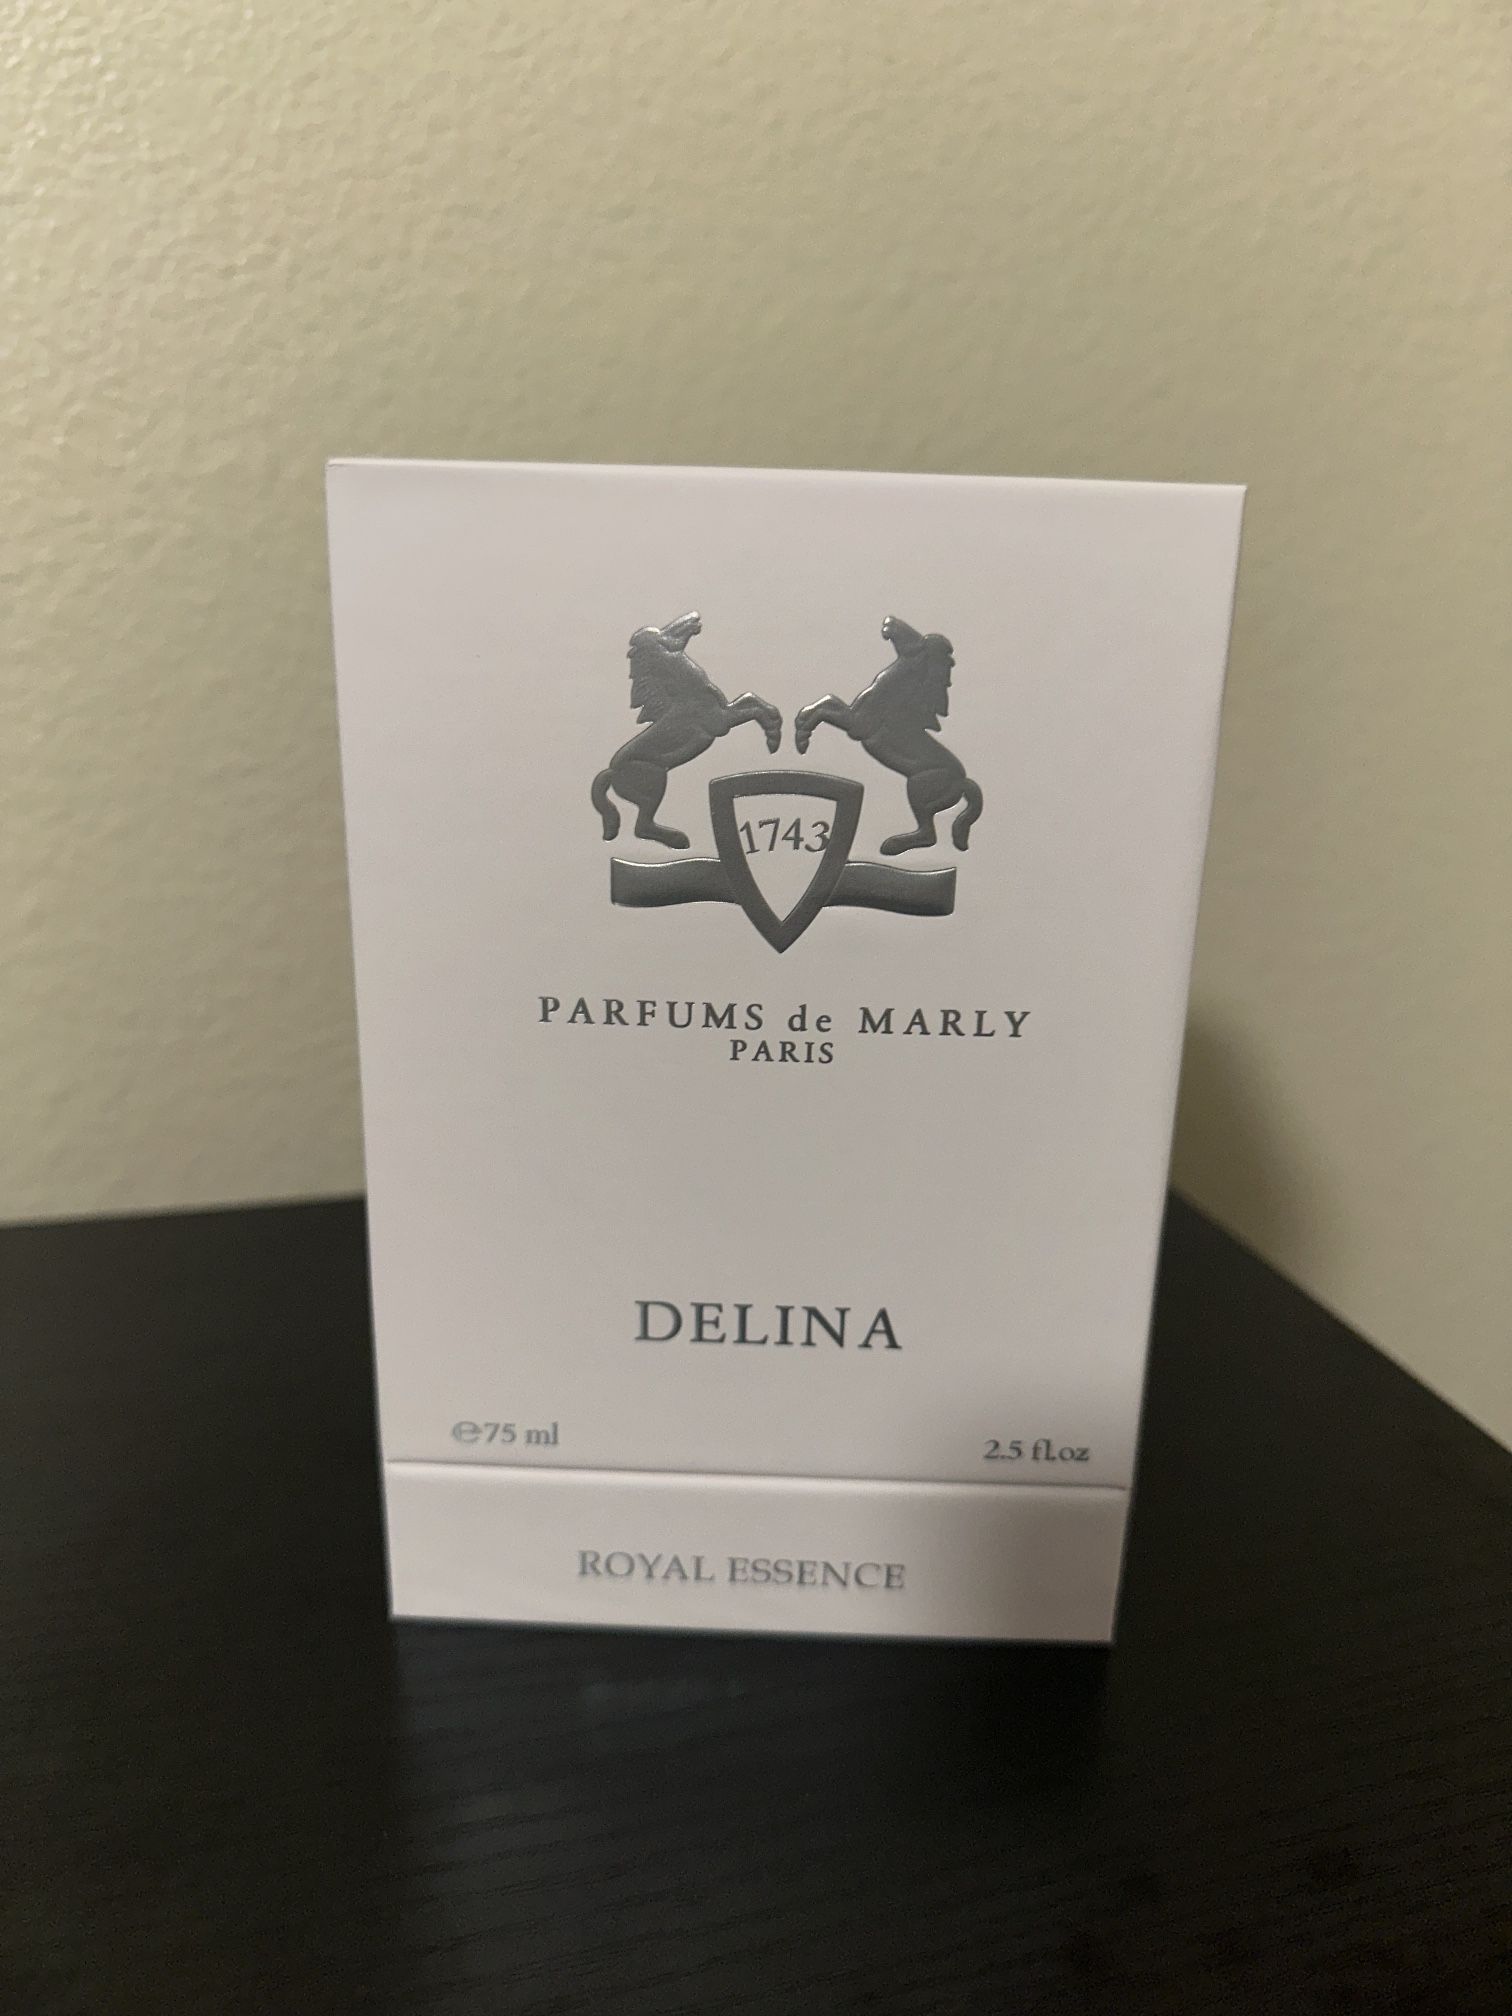 1743
PARFUMS de MARLY
PARIS
DELINA
℮75 ml
2.5 fl.oz
ROYAL ESSENCE